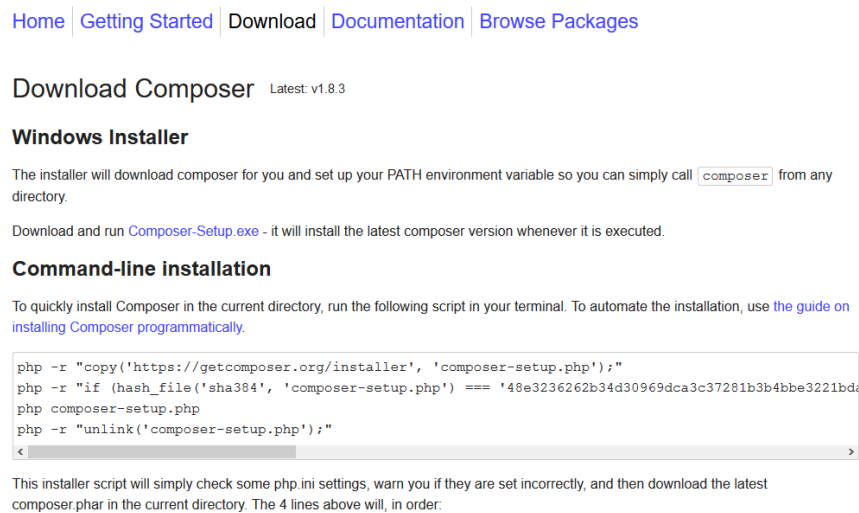 Home Getting Started Download Documentation Browse Packages
Download Composer Latest: v1.8.3
Windows Installer
The installer will download composer for you and set up your PATH environment variable so you can simply call composer from any
directory.
Download and run Composer-Setup.exe - it will install the latest composer version whenever it is executed.
Command-line installation
To quickly install Composer in the current directory, run the following script in your terminal. To automate the installation, use the guide on
installing Composer programmatically.
php -r "copy('https://getcomposer.org/installer', 'composer-setup.php');"
php -r "if (hash_file('sha384', 'composer-setup.php') === '48e3236262b34d30969dca3c37281b3b4bbe3221bda
php composer-setup.php
php -r "unlink('composer-setup.php');"
This installer script will simply check some php.ini settings, warn you if they are set incorrectly, and then download the latest
composer.phar in the current directory. The 4 lines above will, in order: